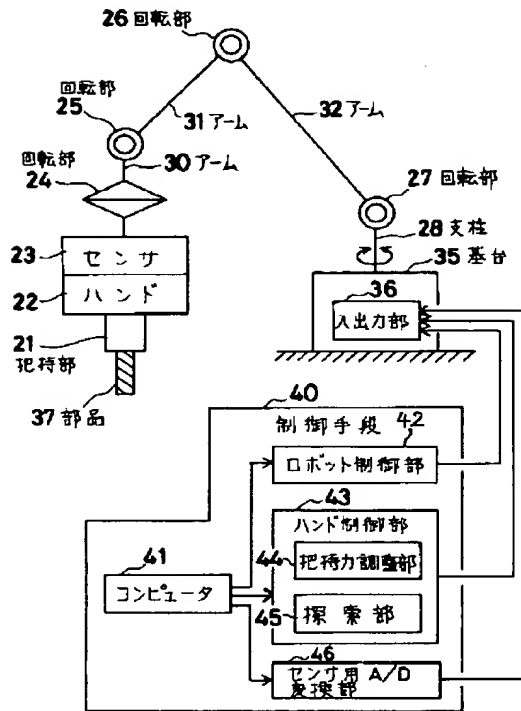 26 回転部
回転部
25
31 アーム
32 アーム
30 アーム
回転部
24
27 回転部
28 支柱
35 基台
23 センサ
36
入出力部
22 ハンド
21
把持部
37 部品
40
制御手段
42
ロボット制御部
43
ハンド制御部
44 把持力調整部
41
コンピュータ
45 探索部
46
センサ用 A/D
変換部